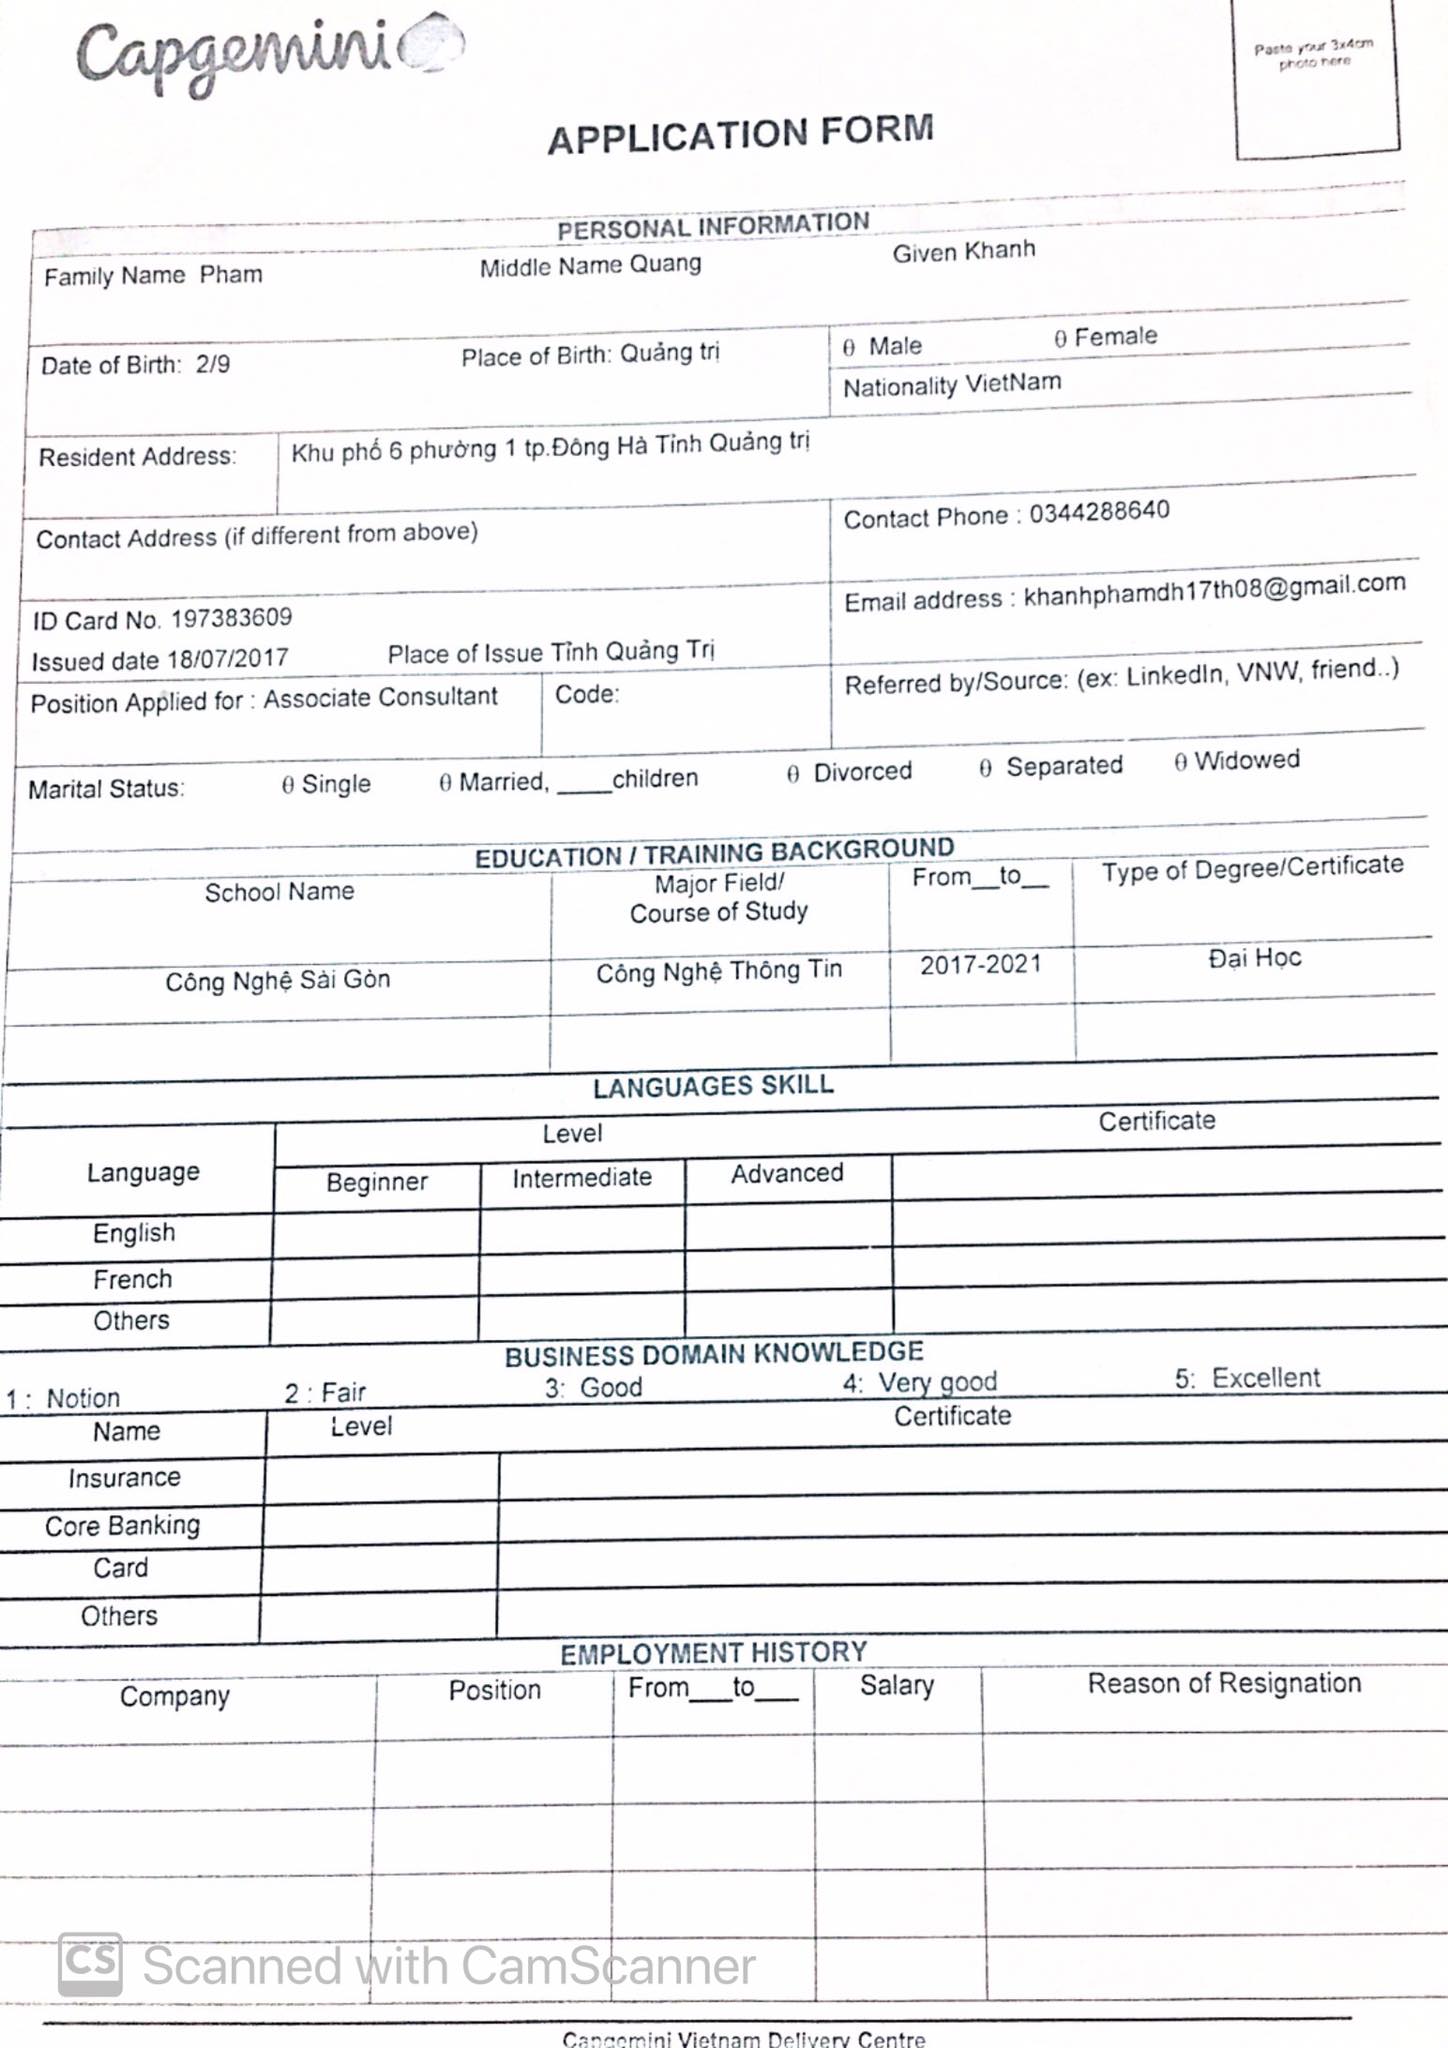 Capgemini
Paste your 3x4cm
photo here
APPLICATION FORM
PERSONAL INFORMATION
Family Name Pham Middle Name Quang Given Khanh
Date of Birth: 2/9 Place of Birth: Quảng trị θ Male θ Female
Nationality VietNam
Resident Address: Khu phố 6 phường 1 tp.Đông Hà Tỉnh Quảng trị
Contact Address (if different from above) Contact Phone : 0344288640
ID Card No. 197383609 Email address : khanhphamdh17th08@gmail.com
Issued date 18/07/2017 Place of Issue Tỉnh Quảng Trị
Position Applied for : Associate Consultant Code: Referred by/Source: (ex: LinkedIn, VNW, friend..)
Marital Status: θ Single θ Married, ____children θ Divorced θ Separated θ Widowed
EDUCATION / TRAINING BACKGROUND
School Name Major Field/ From__to__ Type of Degree/Certificate
Course of Study
Công Nghệ Sài Gòn Công Nghệ Thông Tin 2017-2021 Đại Học
LANGUAGES SKILL
Language Level Certificate
Beginner Intermediate Advanced
English
French
Others
BUSINESS DOMAIN KNOWLEDGE
1 : Notion 2 : Fair 3: Good 4: Very good 5: Excellent
Name Level Certificate
Insurance
Core Banking
Card
Others
EMPLOYMENT HISTORY
Company Position From___to___ Salary Reason of Resignation
CS Scanned with CamScanner
Capgemini Vietnam Delivery Centre